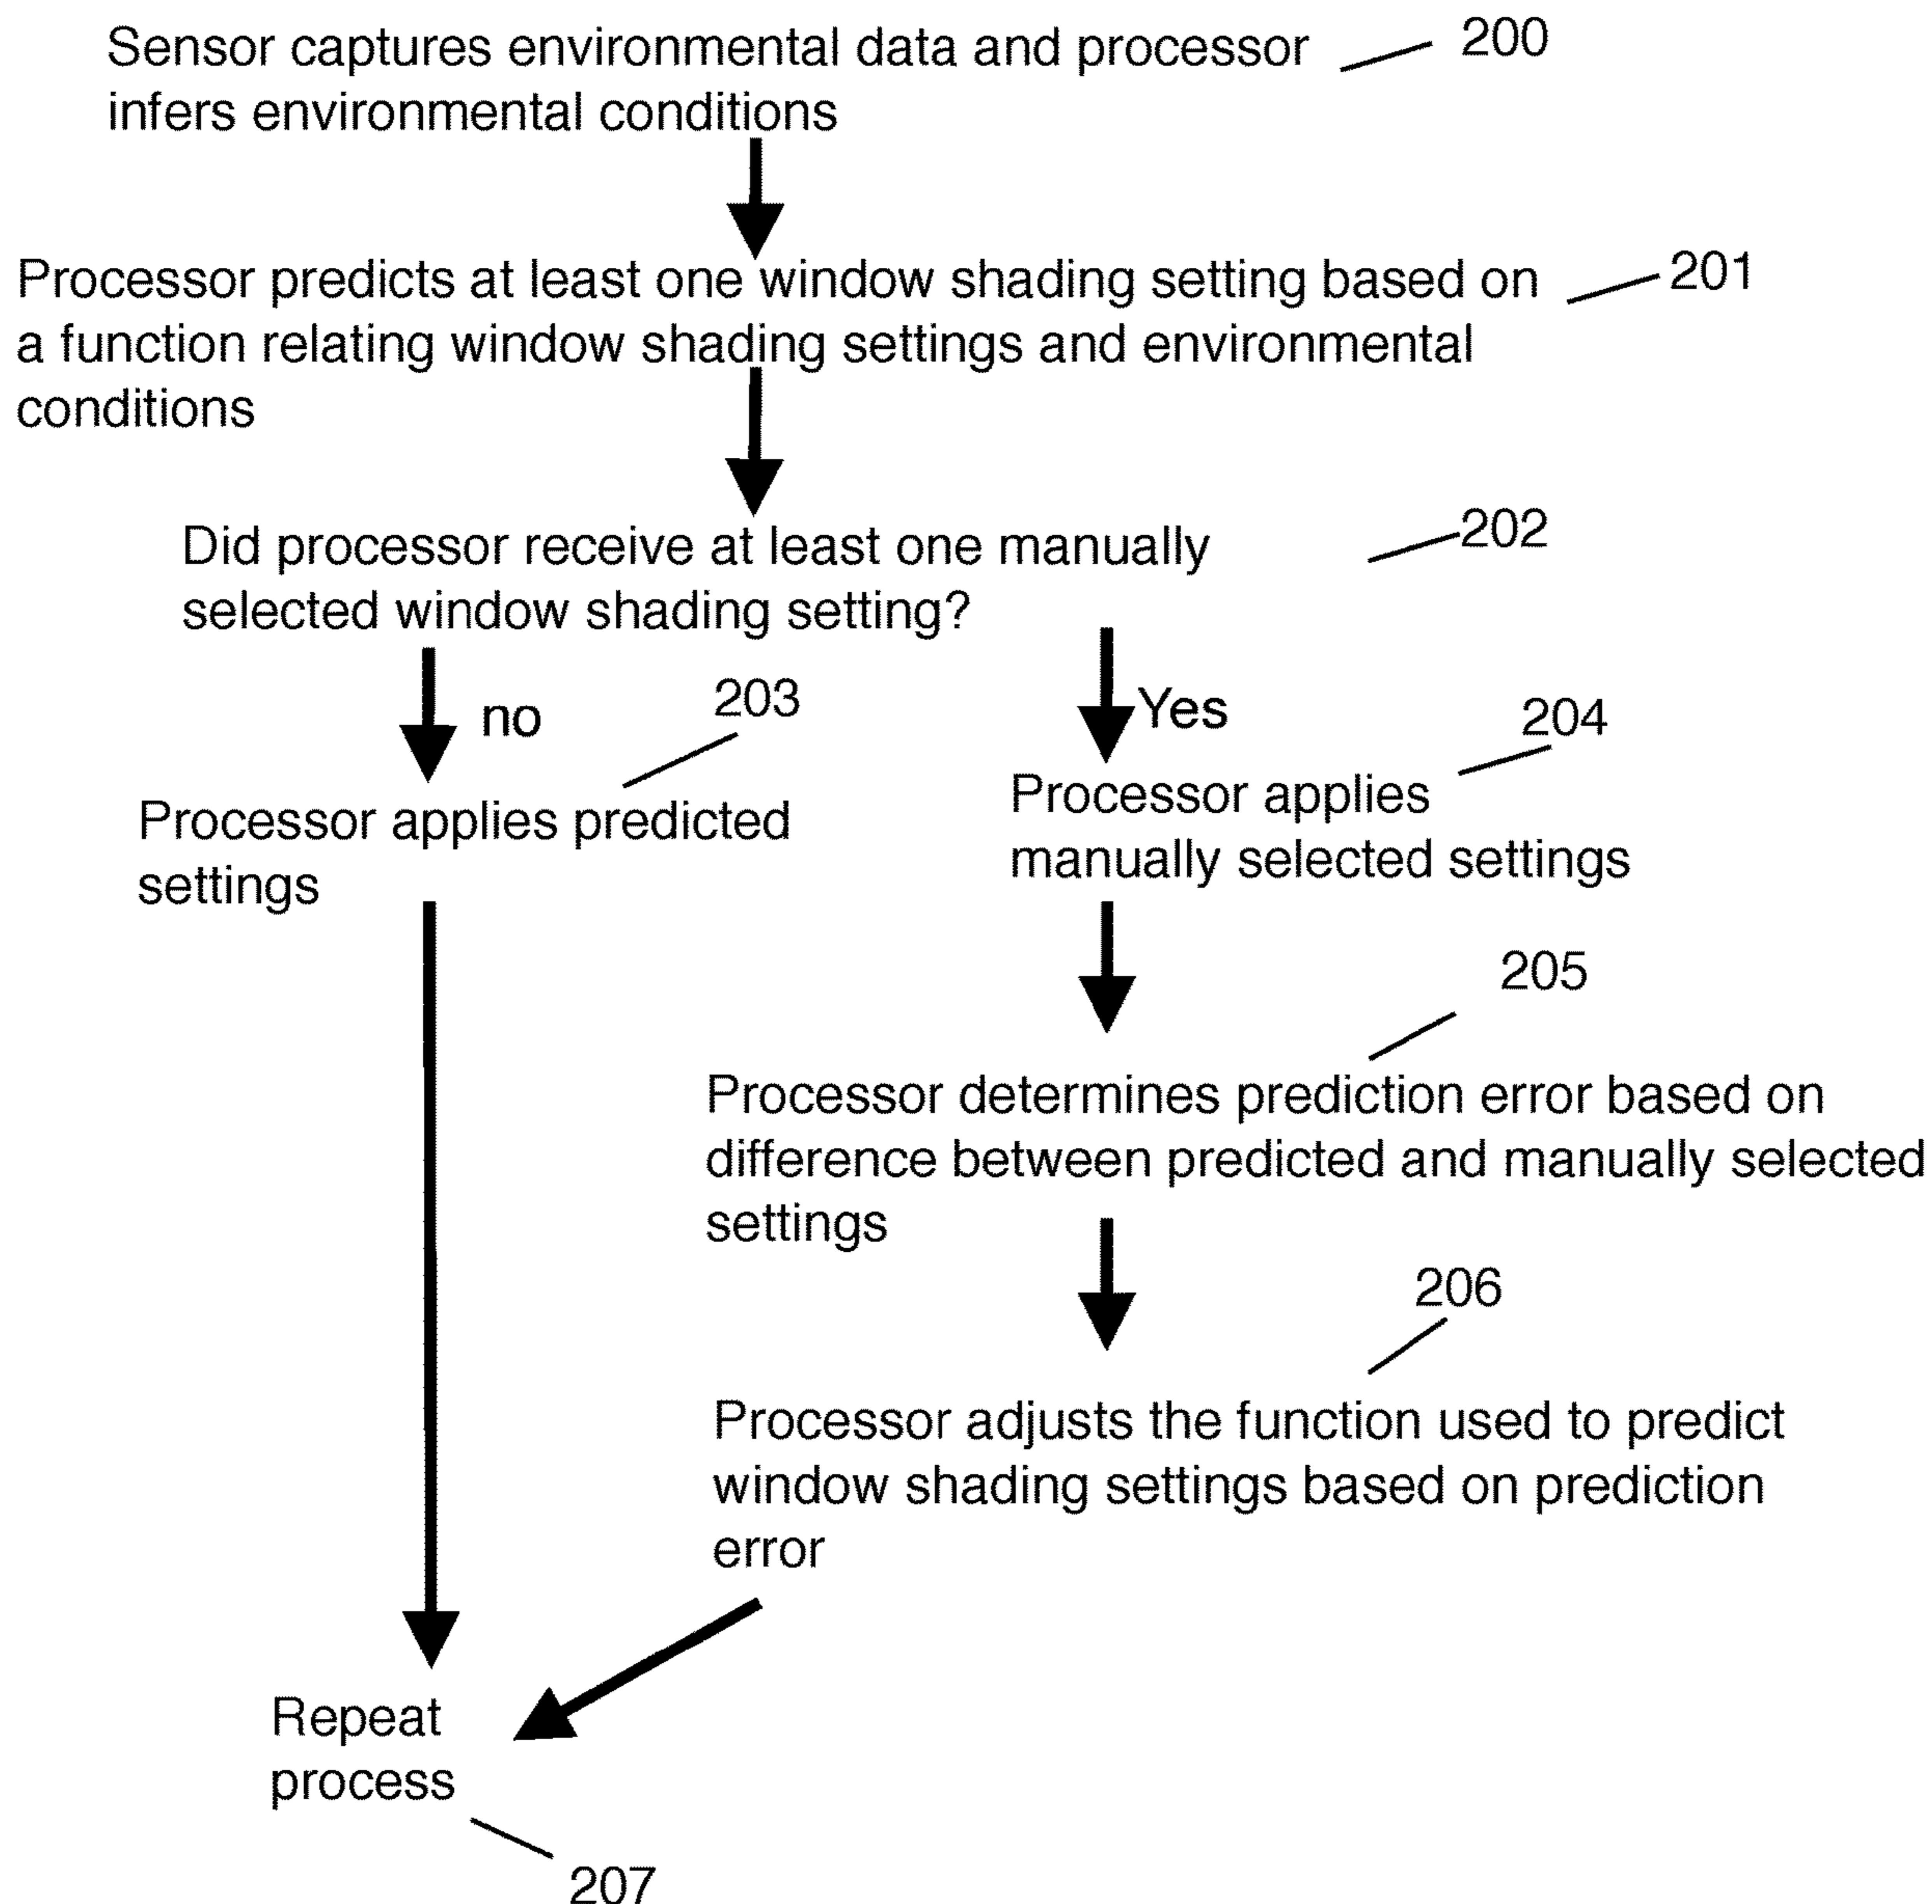 Sensor captures environmental data and processor
infers environmental conditions
200
Processor predicts at least one window shading setting based on
a function relating window shading settings and environmental
conditions
201
Did processor receive at least one manually
selected window shading setting?
202
no
203
Yes
204
Processor applies predicted
settings
Processor applies
manually selected settings
205
Processor determines prediction error based on
difference between predicted and manually selected
settings
206
Processor adjusts the function used to predict
window shading settings based on prediction
error
Repeat
process
207